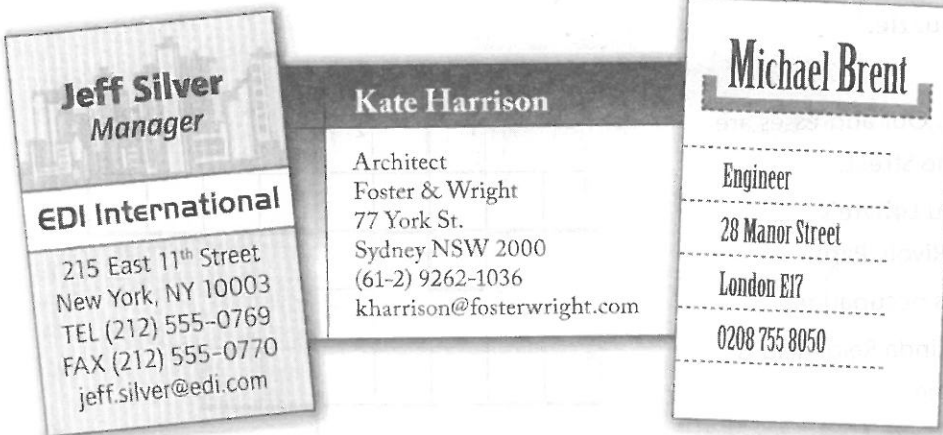 Jeff Silver
Manager
EDI International
215 East 11th Street
New York, NY 10003
TEL (212) 555-0769
FAX (212) 555-0770
jeff.silver@edi.com
Kate Harrison
Architect
Foster & Wright
77 York St.
Sydney NSW 2000
(61-2) 9262-1036
kharrison@fosterwright.com
Michael Brent
Engineer
28 Manor Street
London E17
0208 755 8050